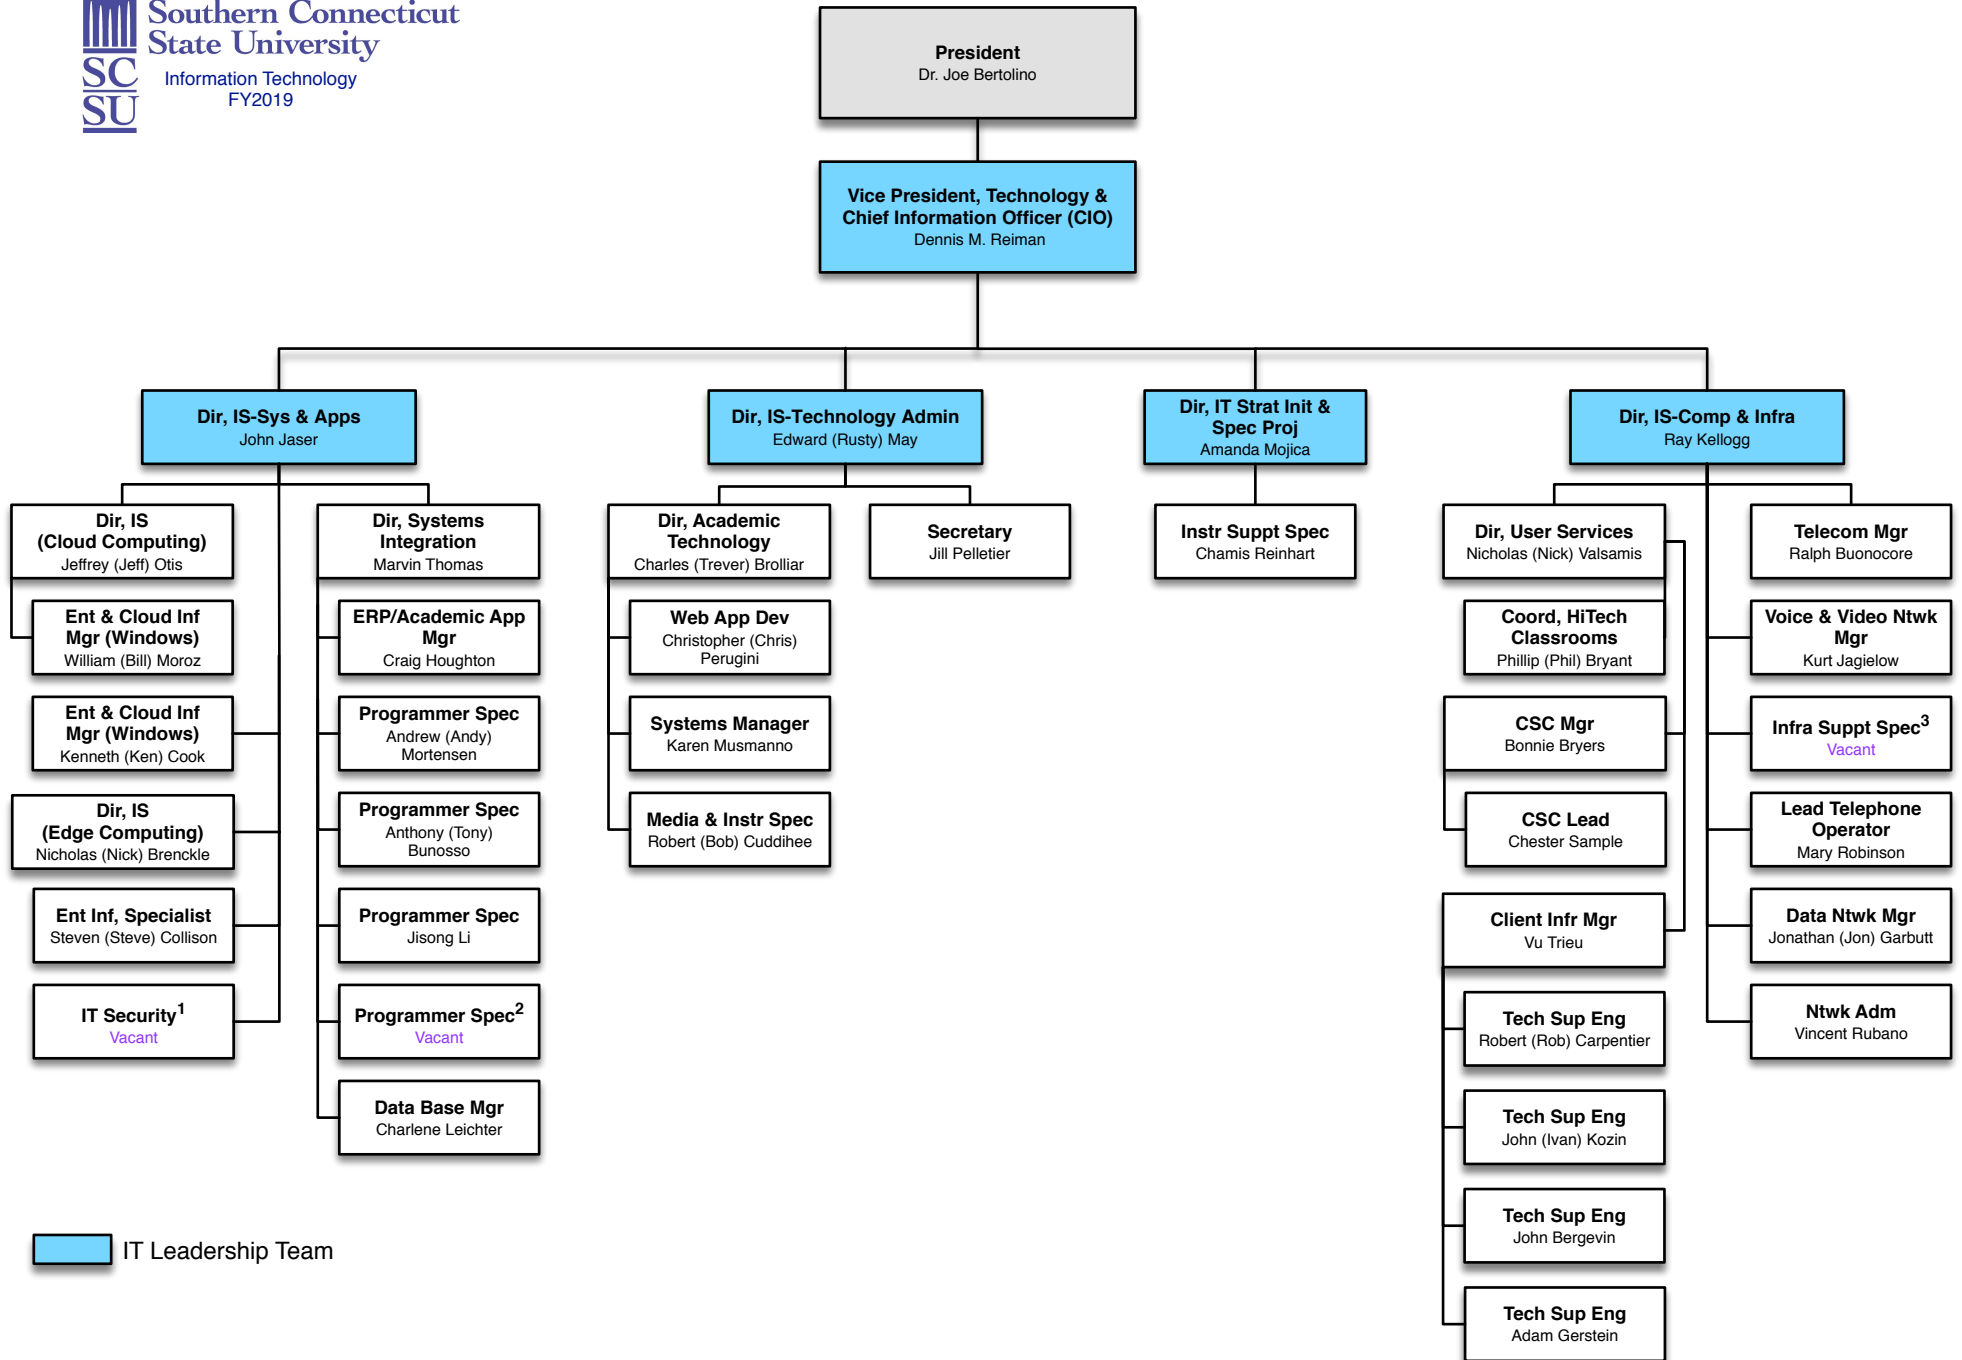 Southern Connecticut
State University
SC
SU
Information Technology
FY2019
President
Dr. Joe Bertolino
Vice President, Technology &
Chief Information Officer (CIO)
Dennis M. Reiman
Dir, IS-Sys & Apps
John Jaser
Dir, IS-Technology Admin
Edward (Rusty) May
Dir, IT Strat Init &
Spec Proj
Amanda Mojica
Dir, IS-Comp & Infra
Ray Kellogg
Dir, IS
(Cloud Computing)
Jeffrey (Jeff) Otis
Ent & Cloud Inf
Mgr (Windows)
William (Bill) Moroz
Ent & Cloud Inf
Mgr (Windows)
Kenneth (Ken) Cook
Dir, IS
(Edge Computing)
Nicholas (Nick) Brenckle
Ent Inf, Specialist
Steven (Steve) Collison
IT Security1
Vacant
Dir, Systems
Integration
Marvin Thomas
ERP/Academic App
Mgr
Craig Houghton
Programmer Spec
Andrew (Andy)
Mortensen
Programmer Spec
Anthony (Tony)
Bunosso
Programmer Spec
Jisong Li
Programmer Spec2
Vacant
Data Base Mgr
Charlene Leichter
Dir, Academic
Technology
Charles (Trever) Brolliar
Web App Dev
Christopher (Chris)
Perugini
Systems Manager
Karen Musmanno
Media & Instr Spec
Robert (Bob) Cuddihee
Secretary
Jill Pelletier
Instr Suppt Spec
Chamis Reinhart
Dir, User Services
Nicholas (Nick) Valsamis
Coord, HiTech
Classrooms
Phillip (Phil) Bryant
CSC Mgr
Bonnie Bryers
CSC Lead
Chester Sample
Client Infr Mgr
Vu Trieu
Tech Sup Eng
Robert (Rob) Carpentier
Tech Sup Eng
John (Ivan) Kozin
Tech Sup Eng
John Bergevin
Tech Sup Eng
Adam Gerstein
Telecom Mgr
Ralph Buonocore
Voice & Video Ntwk
Mgr
Kurt Jagielow
Infra Suppt Spec3
Vacant
Lead Telephone
Operator
Mary Robinson
Data Ntwk Mgr
Jonathan (Jon) Garbutt
Ntwk Adm
Vincent Rubano
IT Leadership Team